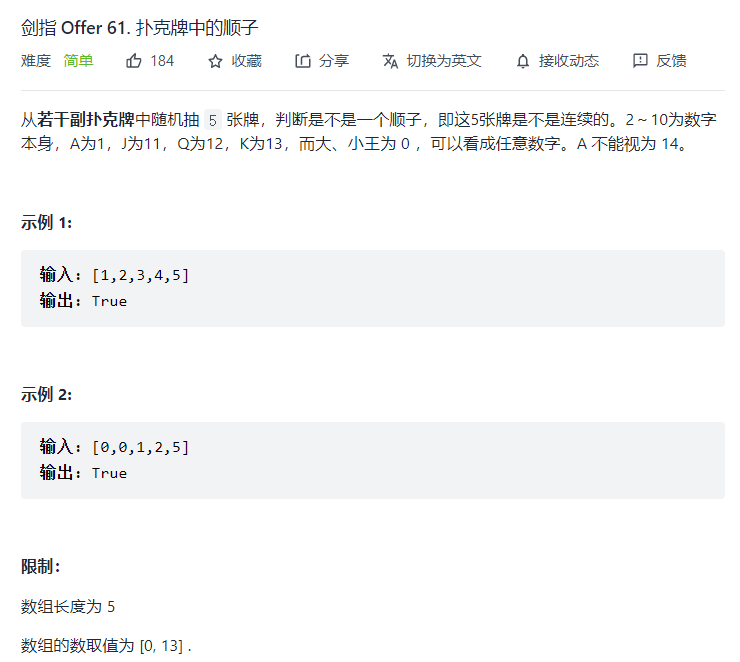 剑指 Offer 61. 扑克牌中的顺子
难度 简单 184 收藏 分享 切换为英文 接收动态 反馈
从若干副扑克牌中随机抽 5 张牌，判断是不是一个顺子，即这5张牌是不是连续的。2～10为数字
本身，A为1，J为11，Q为12，K为13，而大、小王为 0 ，可以看成任意数字。A 不能视为 14。
示例 1:
输入: [1,2,3,4,5]
输出: True
示例 2:
输入: [0,0,1,2,5]
输出: True
限制：
数组长度为 5
数组的数取值为 [0, 13] .